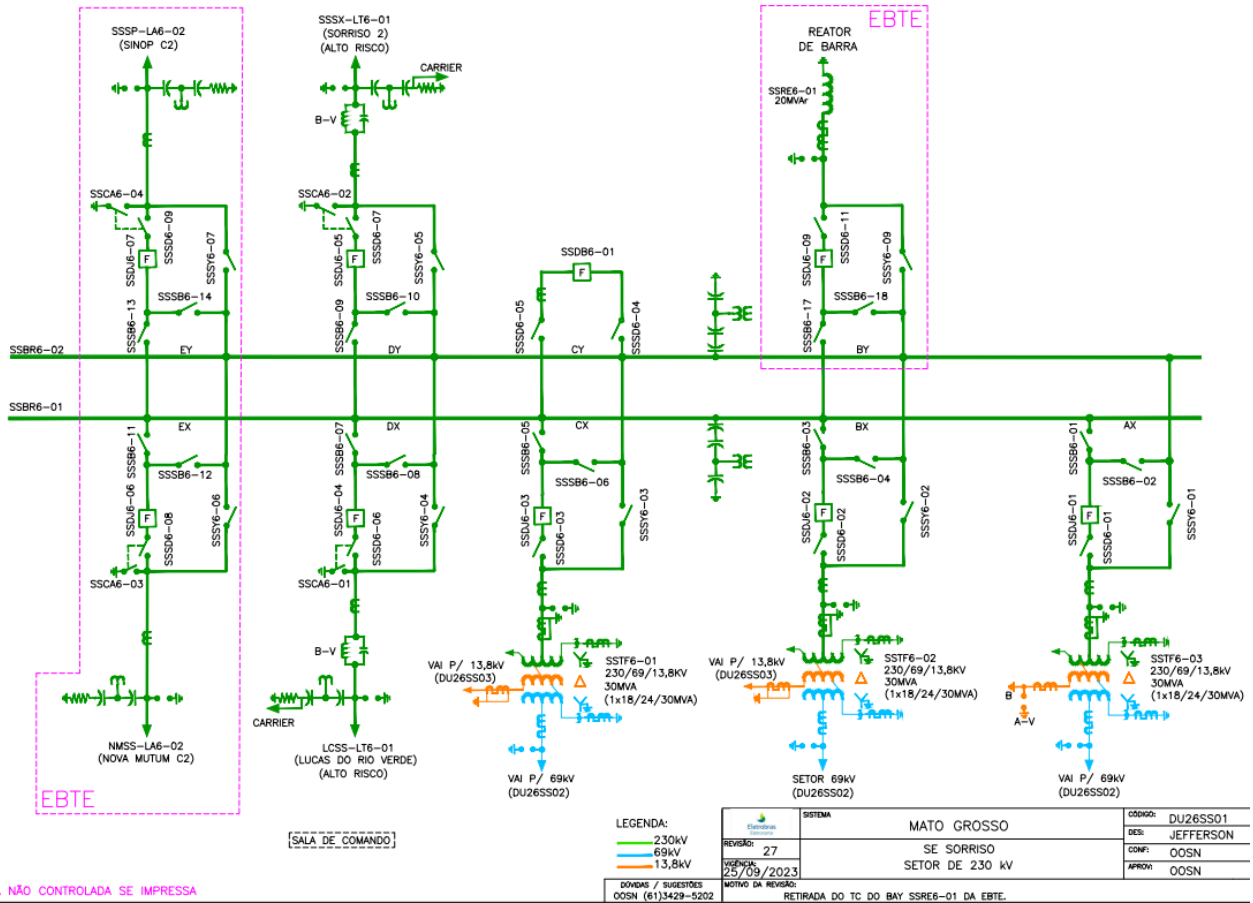 EBTE
SSSP-LA6-02
(SINOP C2)
SSSX-LT6-01
(SORRISO 2)
(ALTO RISCO)
CARRIER
B-V
REATOR
DE BARRA
SSRE6-01
20MVAr
EBTE
SSCA6-04
SSDJ6-07
SSSD6-09
SSSY6-07
SSSB6-14
SSSB6-13
SSCA6-02
SSDJ6-05
SSSD6-07
SSSY6-05
SSSB6-10
SSSB6-09
SSDB6-01
SSSD6-05
SSSD6-04
SSDJ6-09
SSSD6-11
SSSY6-09
SSSB6-18
SSSB6-17
F
F
F
F
SSBR6-02
EY
DY
CY
BY
SSBR6-01
EX
DX
CX
BX
AX
SSSB6-11
SSSB6-12
SSDJ6-06
SSSD6-08
SSSY6-06
SSCA6-03
F
SSSB6-07
SSSB6-08
SSDJ6-04
SSSD6-06
SSSY6-04
SSCA6-01
F
SSSB6-05
SSSB6-06
SSDJ6-03
SSSD6-03
SSSY6-03
F
SSSB6-03
SSSB6-04
SSDJ6-02
SSSD6-02
SSSY6-02
F
SSSB6-01
SSSB6-02
SSDJ6-01
SSSD6-01
SSSY6-01
F
B-V
CARRIER
NMSS-LA6-02
(NOVA MUTUM C2)
EBTE
LCSS-LT6-01
(LUCAS DO RIO VERDE)
(ALTO RISCO)
VAI P/ 13,8kV
(DU26SS03)
SSTF6-01
230/69/13,8KV
30MVA
(1x18/24/30MVA)
VAI P/ 69kV
(DU26SS02)
VAI P/ 13,8kV
(DU26SS03)
SSTF6-02
230/69/13,8KV
30MVA
(1x18/24/30MVA)
SETOR 69kV
(DU26SS02)
B
A-V
SSTF6-03
230/69/13,8KV
30MVA
(1x18/24/30MVA)
VAI P/ 69kV
(DU26SS02)
SALA DE COMANDO
LEGENDA:
230kV
69kV
13,8kV
DÚVIDAS / SUGESTÕES
OOSN (61)3429-5202
Eletrobras
REVISÃO: 27
VIGÊNCIA:
25/09/2023
SISTEMA
MATO GROSSO
SE SORRISO
SETOR DE 230 kV
CÓDIGO: DU26SS01
DES: JEFFERSON
CONF: OOSN
APROV: OOSN
MOTIVO DA REVISÃO:
RETIRADA DO TC DO BAY SSRE6-01 DA EBTE.
NÃO CONTROLADA SE IMPRESSA